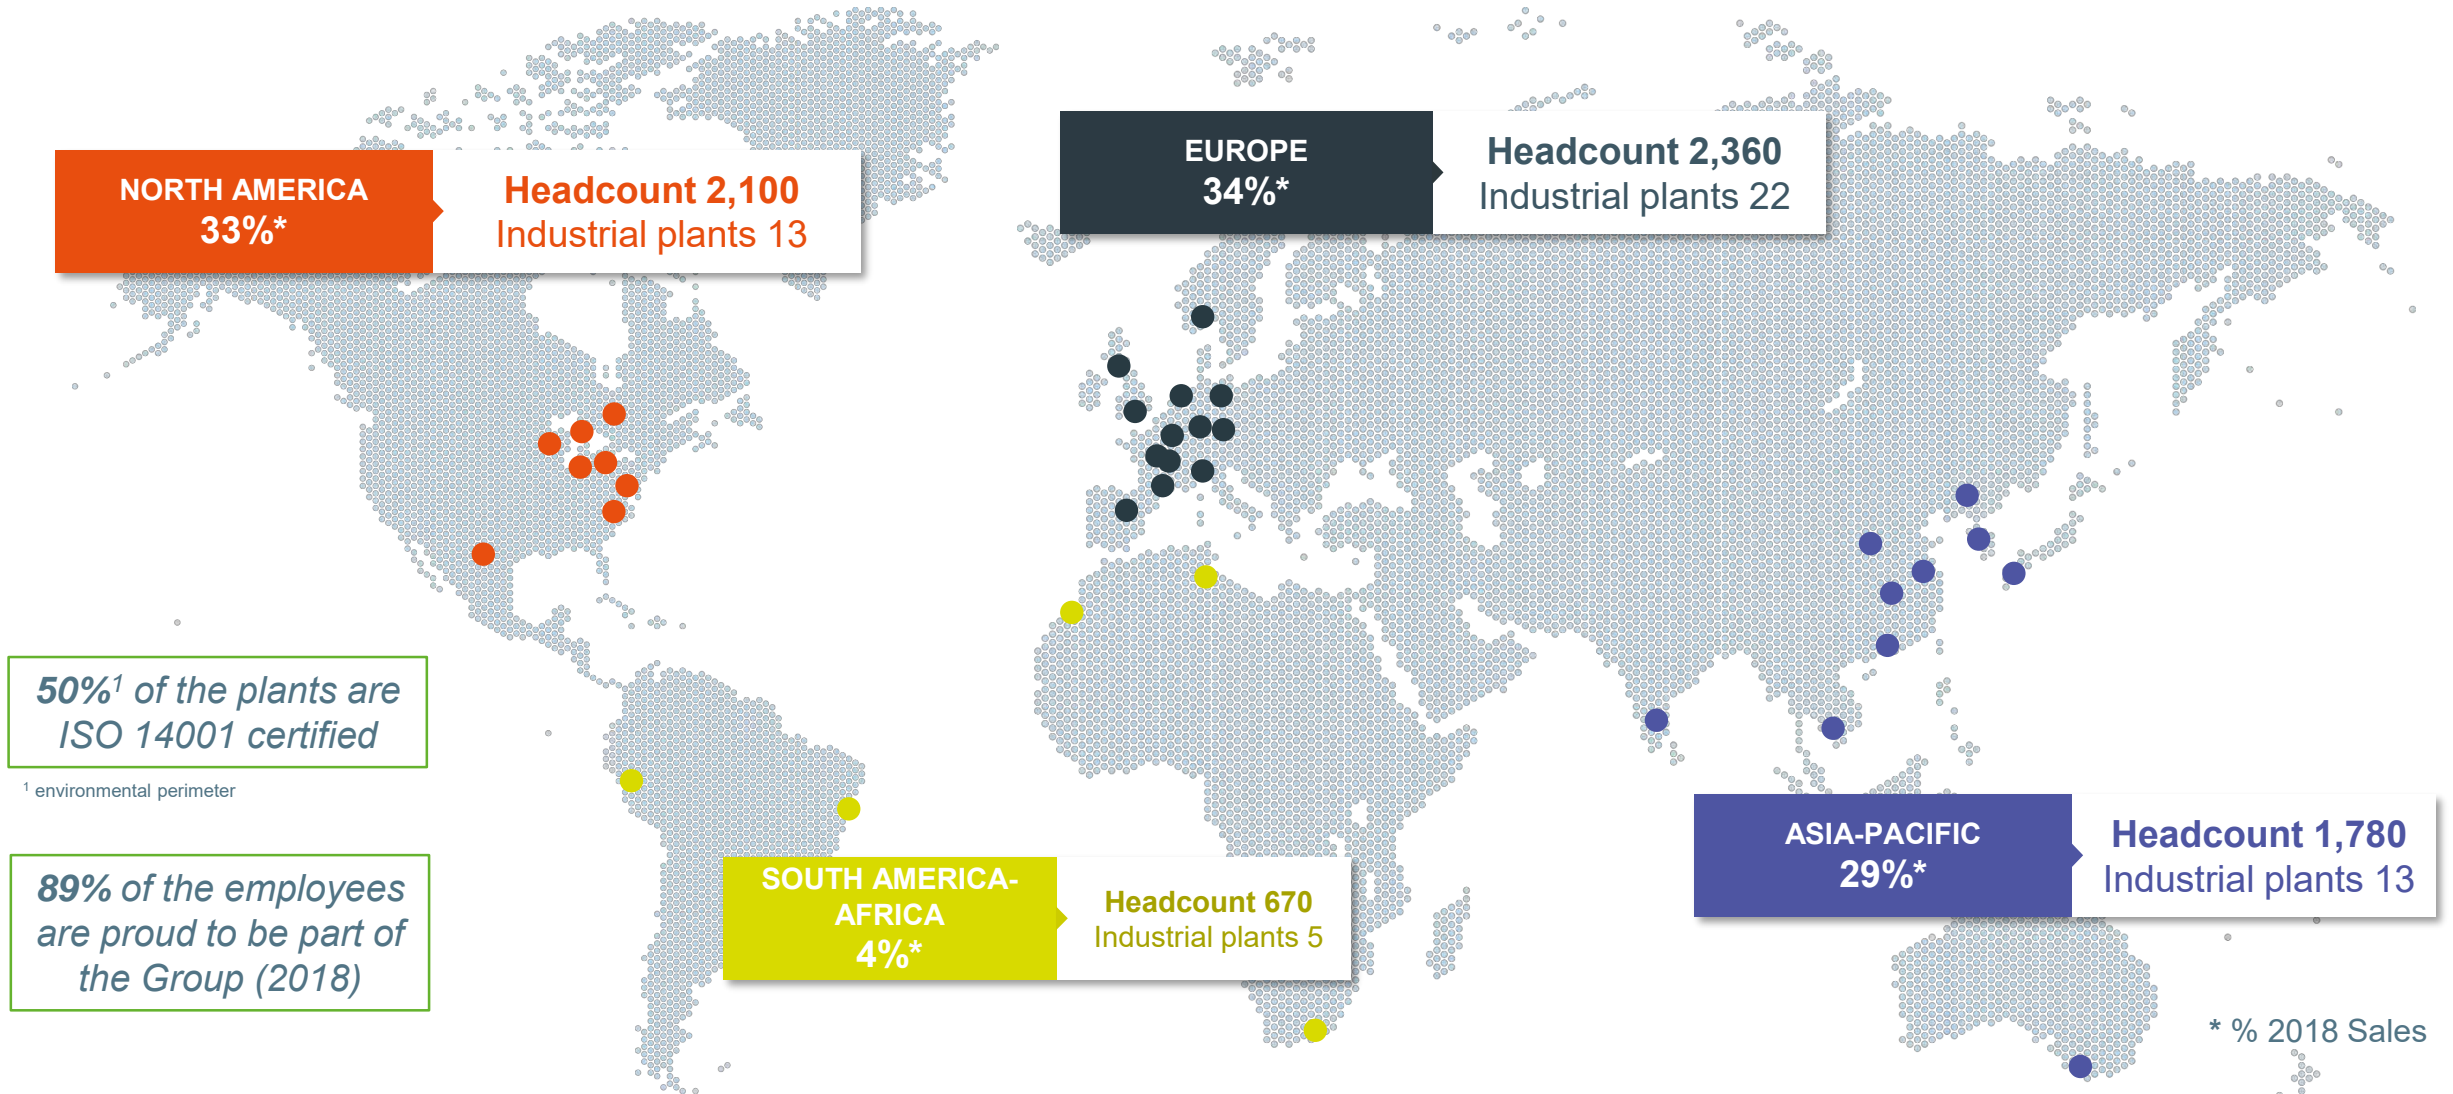 NORTH AMERICA
33%*
Headcount 2,100
Industrial plants 13
EUROPE
34%*
Headcount 2,360
Industrial plants 22
50%¹ of the plants are
ISO 14001 certified
¹ environmental perimeter
89% of the employees
are proud to be part of
the Group (2018)
SOUTH AMERICA-
AFRICA
4%*
Headcount 670
Industrial plants 5
ASIA-PACIFIC
29%*
Headcount 1,780
Industrial plants 13
* % 2018 Sales